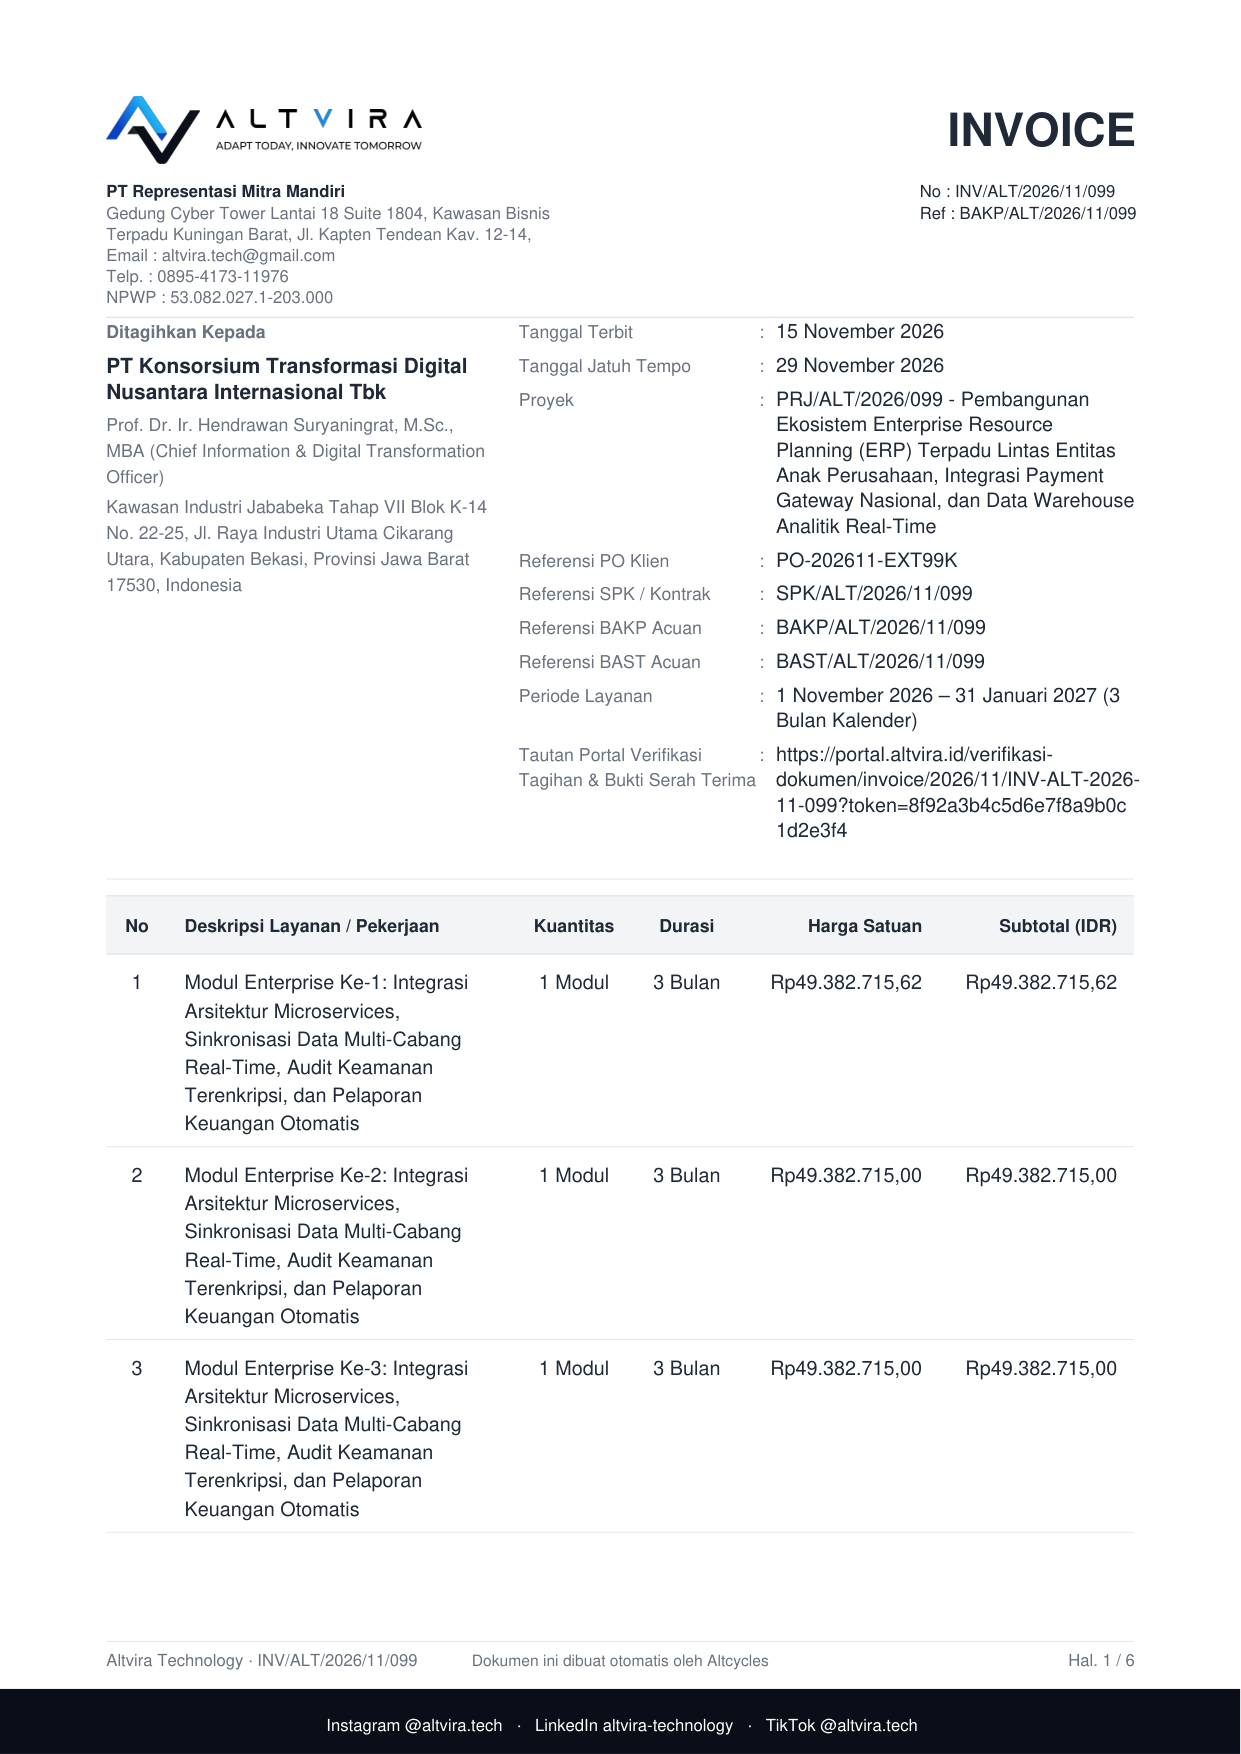 ALTVIRA
ADAPT TODAY, INNOVATE TOMORROW
INVOICE
PT Representasi Mitra Mandiri
Gedung Cyber Tower Lantai 18 Suite 1804, Kawasan Bisnis
Terpadu Kuningan Barat, Jl. Kapten Tendean Kav. 12-14,
Email : altvira.tech@gmail.com
Telp. : 0895-4173-11976
NPWP : 53.082.027.1-203.000
No : INV/ALT/2026/11/099
Ref : BAKP/ALT/2026/11/099
Ditagihkan Kepada
PT Konsorsium Transformasi Digital
Nusantara Internasional Tbk
Prof. Dr. Ir. Hendrawan Suryaningrat, M.Sc.,
MBA (Chief Information & Digital Transformation
Officer)
Kawasan Industri Jababeka Tahap VII Blok K-14
No. 22-25, Jl. Raya Industri Utama Cikarang
Utara, Kabupaten Bekasi, Provinsi Jawa Barat
17530, Indonesia
Tanggal Terbit : 15 November 2026
Tanggal Jatuh Tempo : 29 November 2026
Proyek : PRJ/ALT/2026/099 - Pembangunan
Ekosistem Enterprise Resource
Planning (ERP) Terpadu Lintas Entitas
Anak Perusahaan, Integrasi Payment
Gateway Nasional, dan Data Warehouse
Analitik Real-Time
Referensi PO Klien : PO-202611-EXT99K
Referensi SPK / Kontrak : SPK/ALT/2026/11/099
Referensi BAKP Acuan : BAKP/ALT/2026/11/099
Referensi BAST Acuan : BAST/ALT/2026/11/099
Periode Layanan : 1 November 2026 – 31 Januari 2027 (3
Bulan Kalender)
Tautan Portal Verifikasi : https://portal.altvira.id/verifikasi-
Tagihan & Bukti Serah Terima dokumen/invoice/2026/11/INV-ALT-2026-
11-099?token=8f92a3b4c5d6e7f8a9b0c
1d2e3f4
No Deskripsi Layanan / Pekerjaan Kuantitas Durasi Harga Satuan Subtotal (IDR)
1 Modul Enterprise Ke-1: Integrasi 1 Modul 3 Bulan Rp49.382.715,62 Rp49.382.715,62
Arsitektur Microservices,
Sinkronisasi Data Multi-Cabang
Real-Time, Audit Keamanan
Terenkripsi, dan Pelaporan
Keuangan Otomatis
2 Modul Enterprise Ke-2: Integrasi 1 Modul 3 Bulan Rp49.382.715,00 Rp49.382.715,00
Arsitektur Microservices,
Sinkronisasi Data Multi-Cabang
Real-Time, Audit Keamanan
Terenkripsi, dan Pelaporan
Keuangan Otomatis
3 Modul Enterprise Ke-3: Integrasi 1 Modul 3 Bulan Rp49.382.715,00 Rp49.382.715,00
Arsitektur Microservices,
Sinkronisasi Data Multi-Cabang
Real-Time, Audit Keamanan
Terenkripsi, dan Pelaporan
Keuangan Otomatis
Altvira Technology · INV/ALT/2026/11/099 Dokumen ini dibuat otomatis oleh Altcycles Hal. 1 / 6
Instagram @altvira.tech · LinkedIn altvira-technology · TikTok @altvira.tech